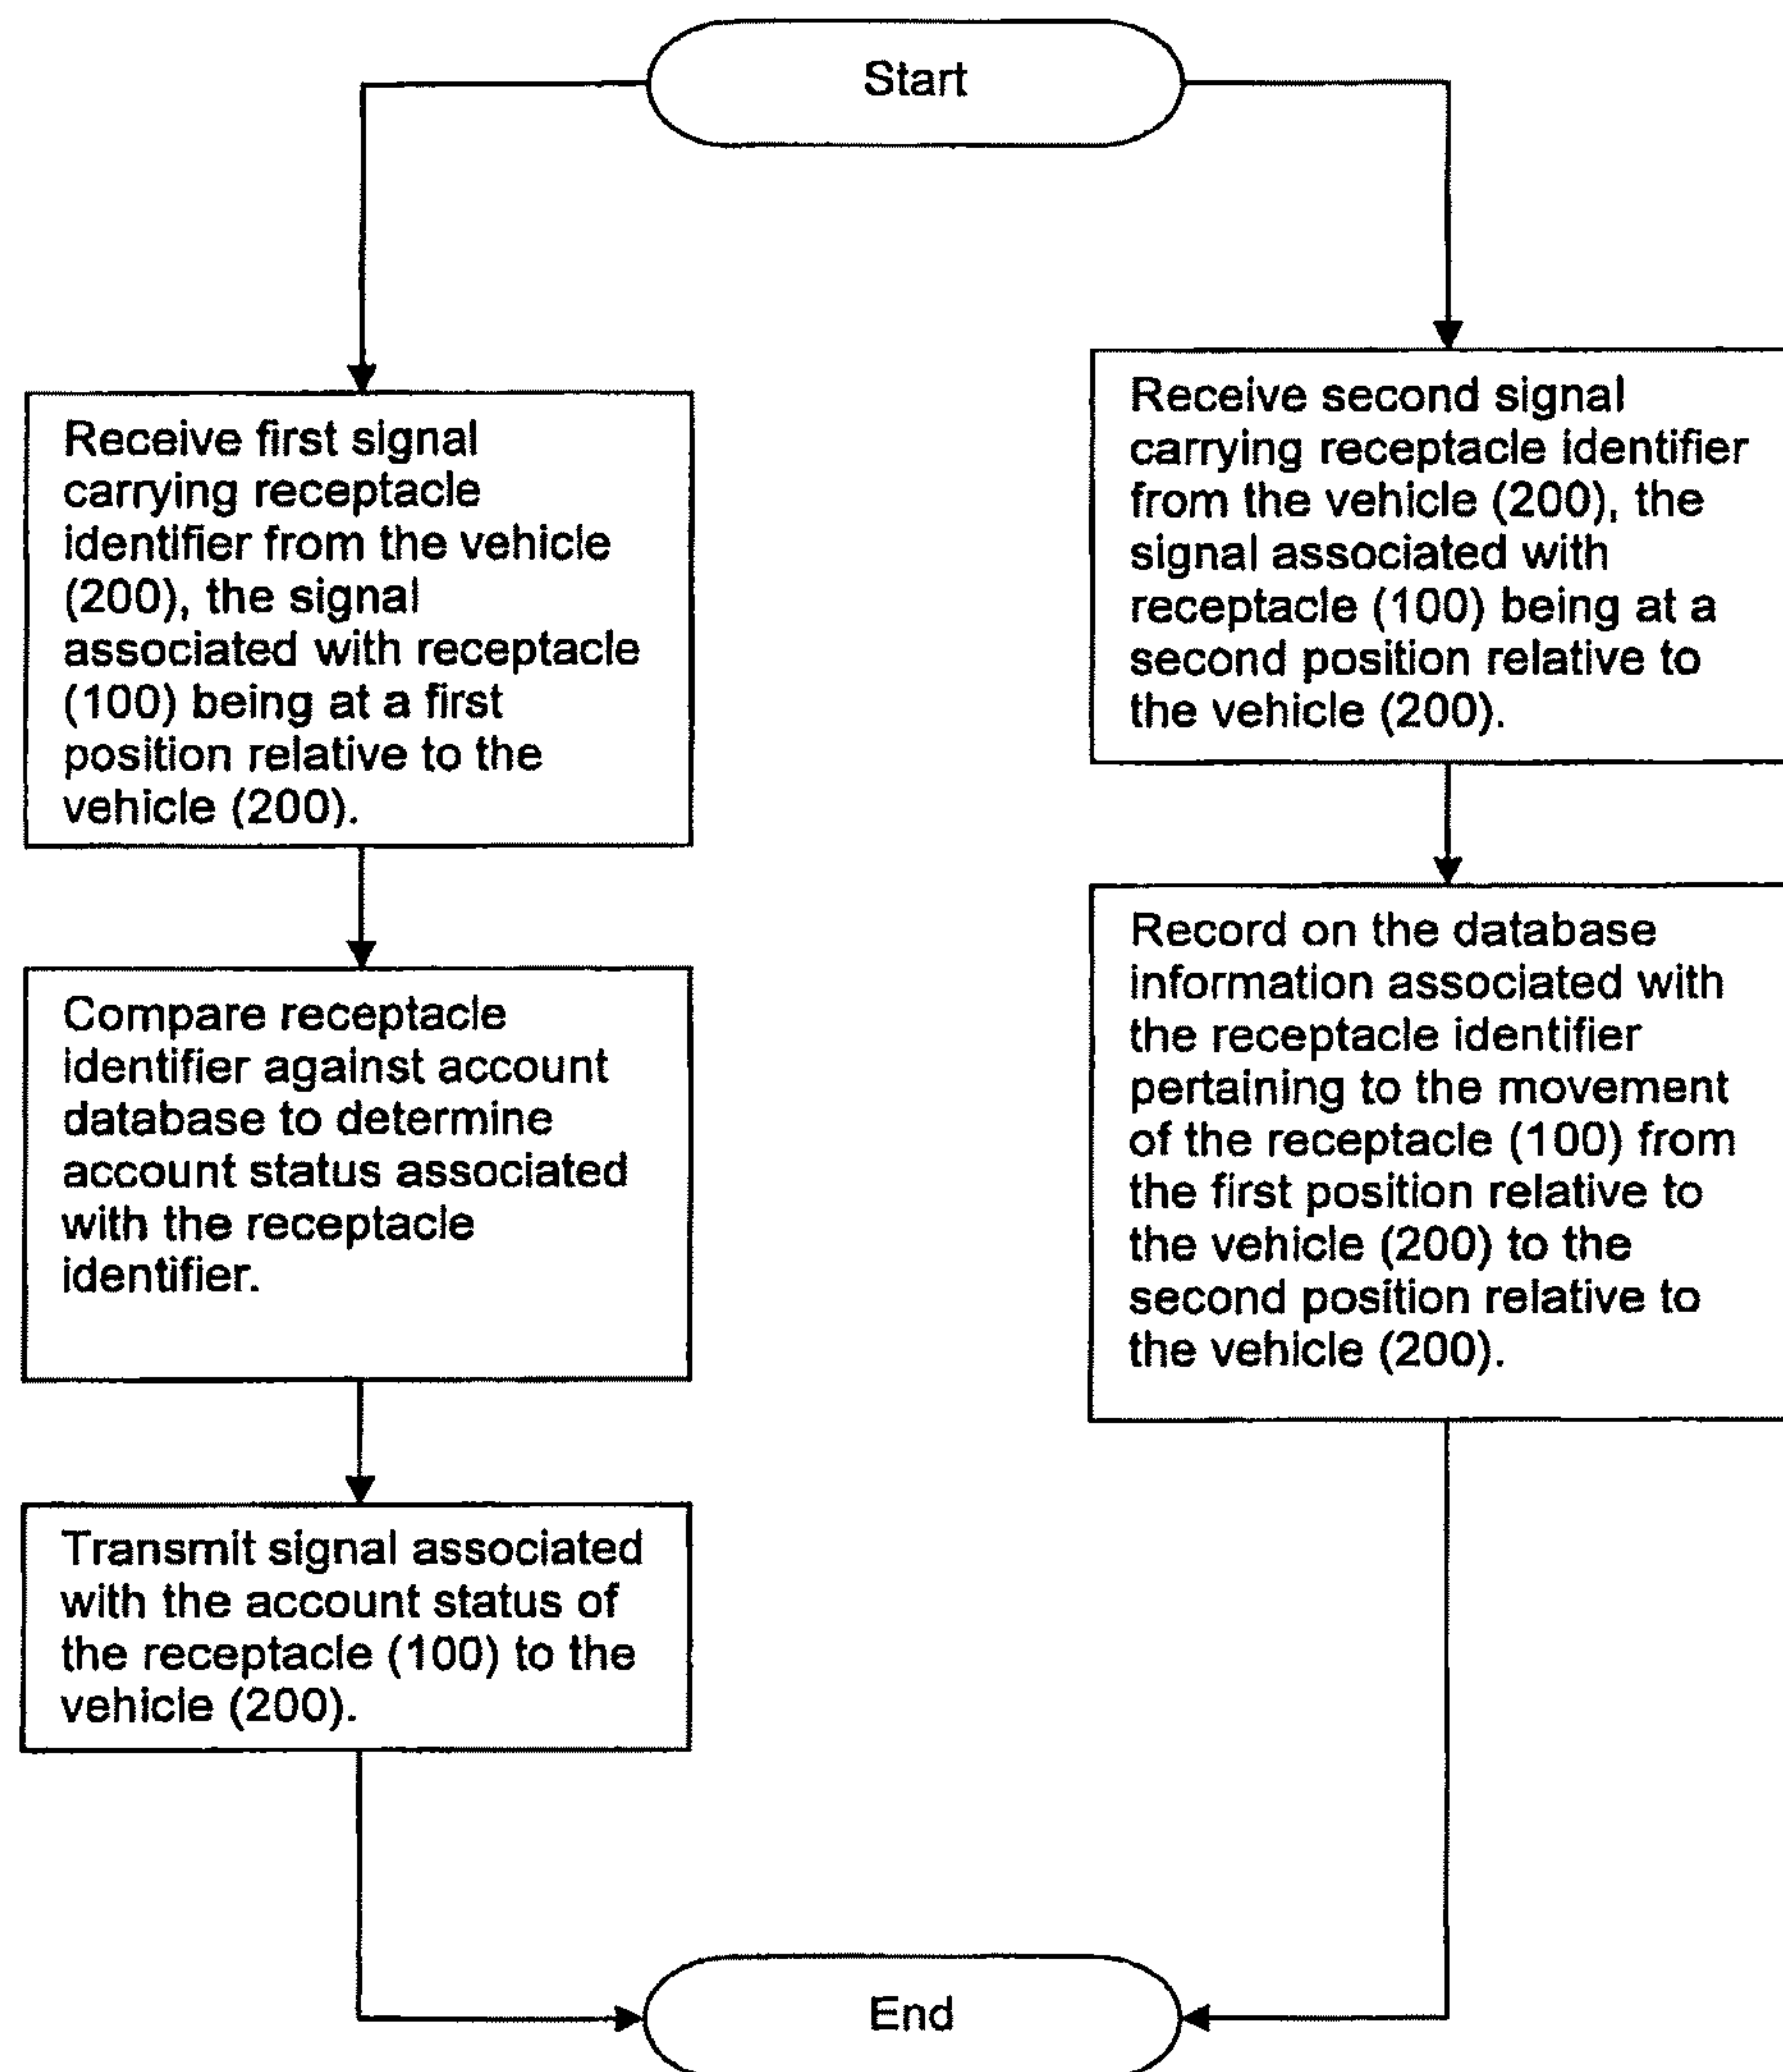 Start
Receive first signal
carrying receptacle
identifier from the vehicle
(200), the signal
associated with receptacle
(100) being at a first
position relative to the
vehicle (200).
Compare receptacle
identifier against account
database to determine
account status associated
with the receptacle
identifier.
Transmit signal associated
with the account status of
the receptacle (100) to the
vehicle (200).
Receive second signal
carrying receptacle identifier
from the vehicle (200), the
signal associated with
receptacle (100) being at a
second position relative to
the vehicle (200).
Record on the database
information associated with
the receptacle identifier
pertaining to the movement
of the receptacle (100) from
the first position relative to
the vehicle (200) to the
second position relative to
the vehicle (200).
End